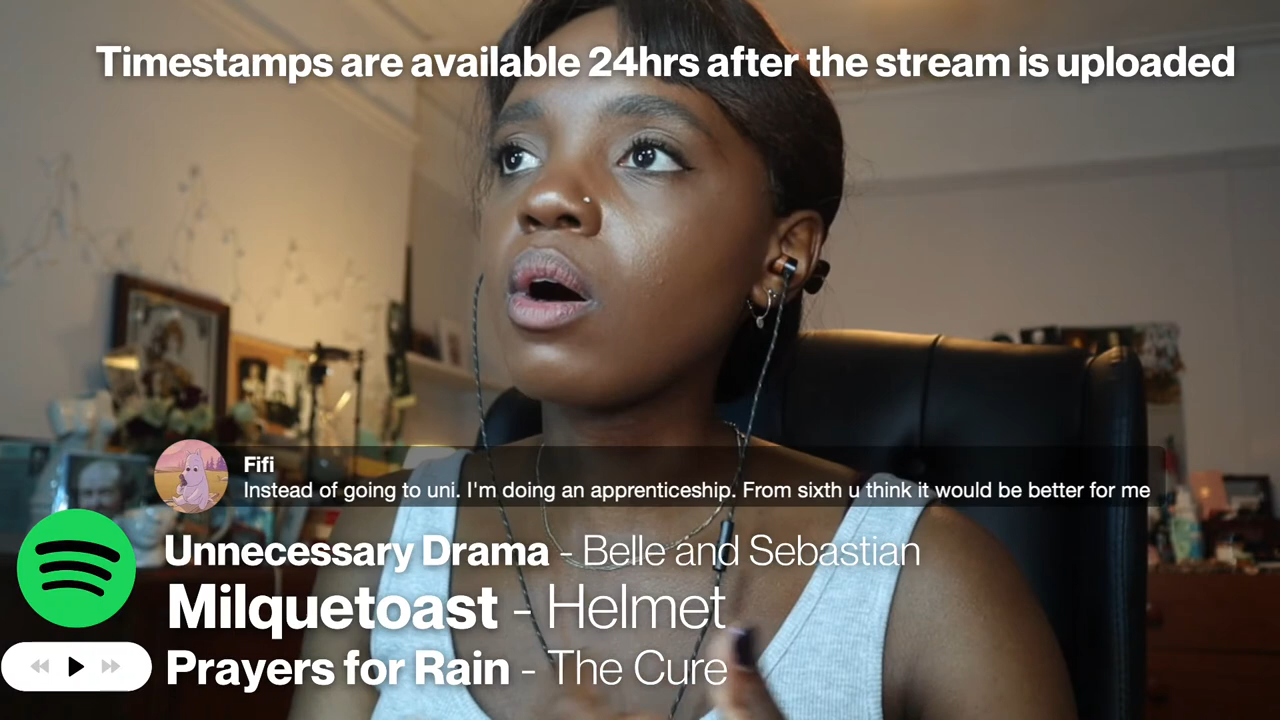 Timestamps are available 24hrs after the stream is uploaded
Fifi
Instead of going to uni. I'm doing an apprenticeship. From sixth u think it would be better for me
Unnecessary Drama - Belle and Sebastian
Milquetoast - Helmet
Prayers for Rain - The Cure